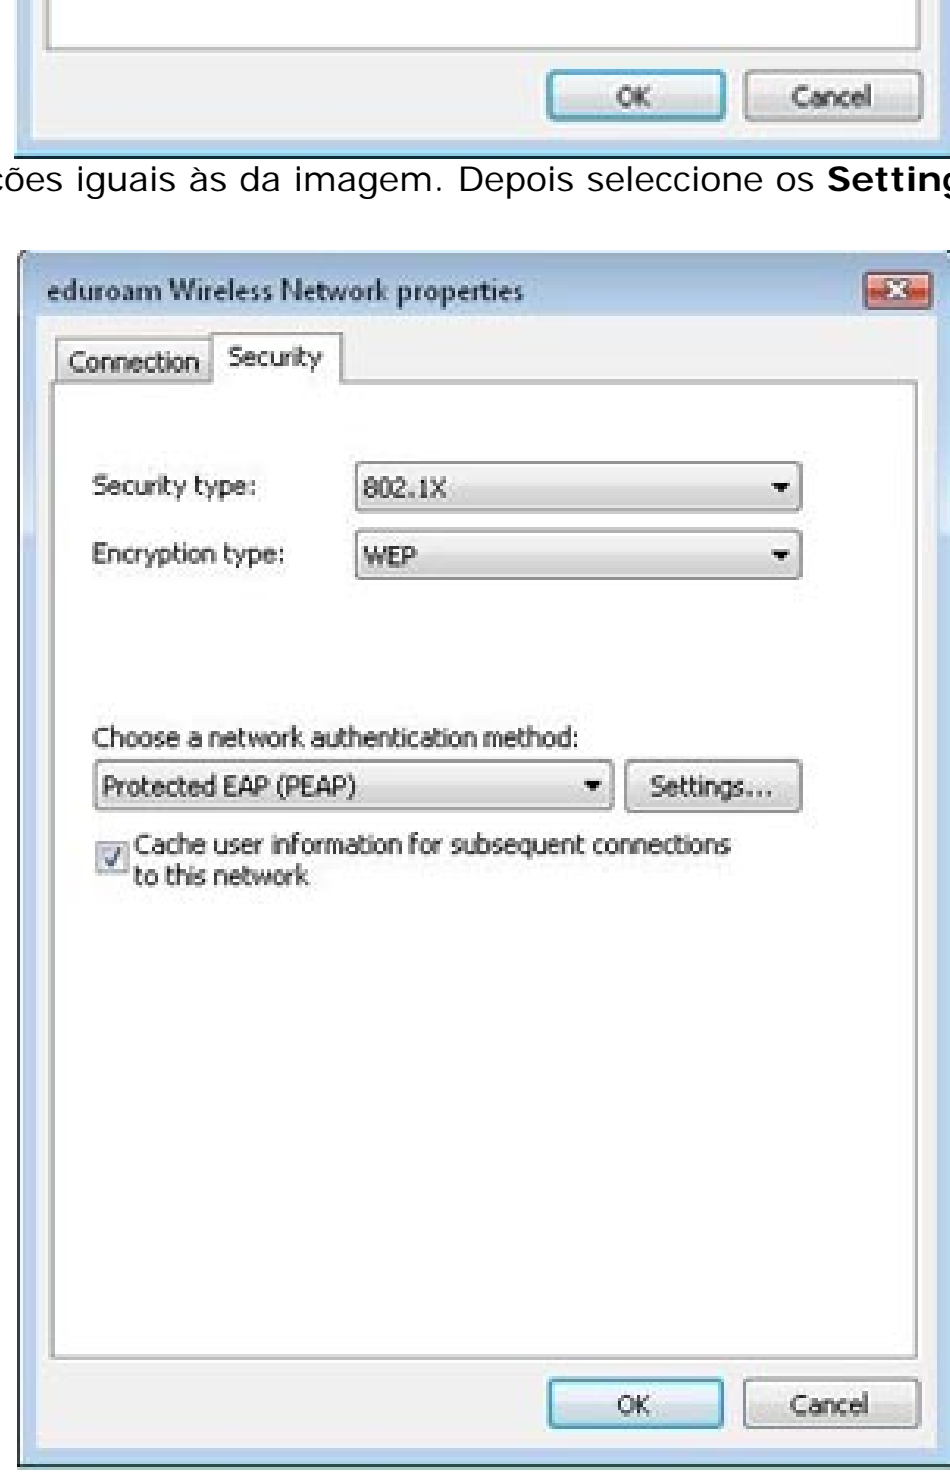 OK Cancel
ções iguais às da imagem. Depois seleccione os Setting
eduroam Wireless Network properties
Connection Security
Security type: 802.1X
Encryption type: WEP
Choose a network authentication method:
Protected EAP (PEAP) Settings...
Cache user information for subsequent connections
to this network
OK Cancel